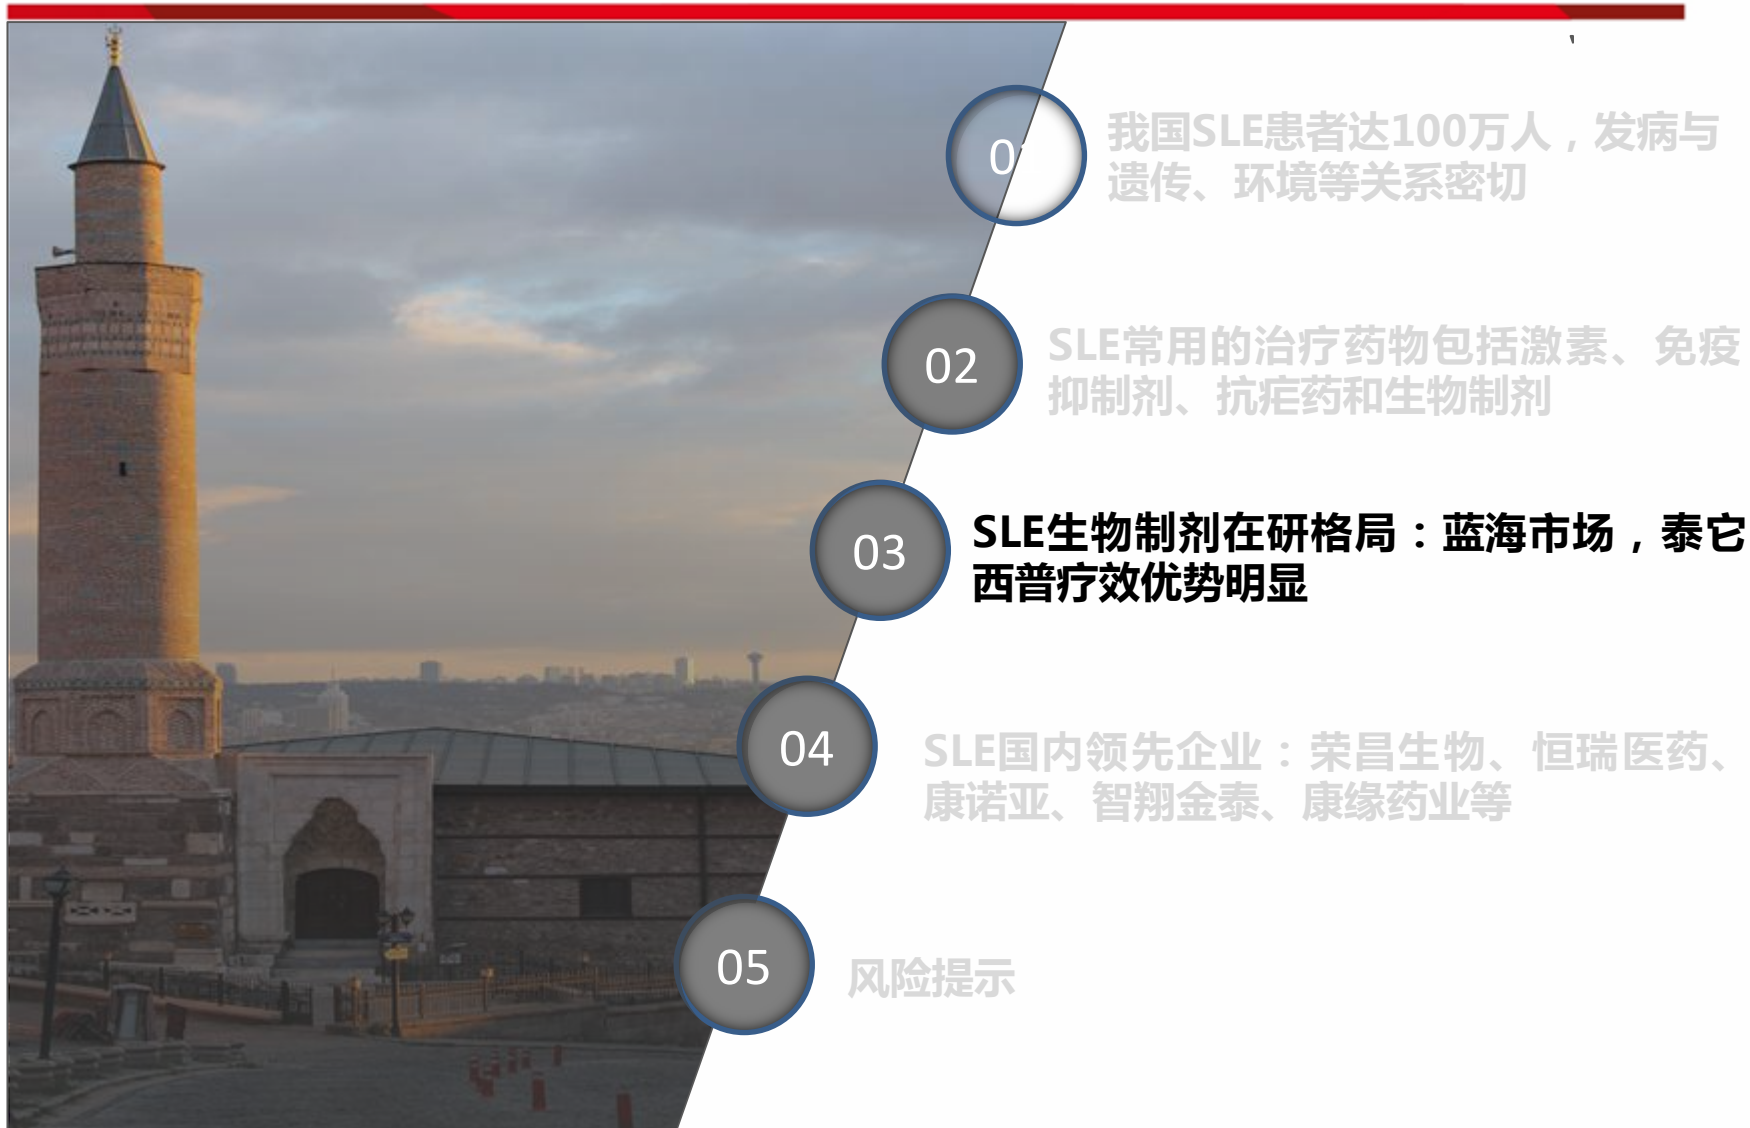 01
我国SLE患者达100万人，发病与
遗传、环境等关系密切
02
SLE常用的治疗药物包括激素、免疫
抑制剂、抗疟药和生物制剂
03
SLE生物制剂在研格局：蓝海市场，泰它
西普疗效优势明显
04
SLE国内领先企业：荣昌生物、恒瑞医药、
康诺亚、智翔金泰、康缘药业等
05
风险提示